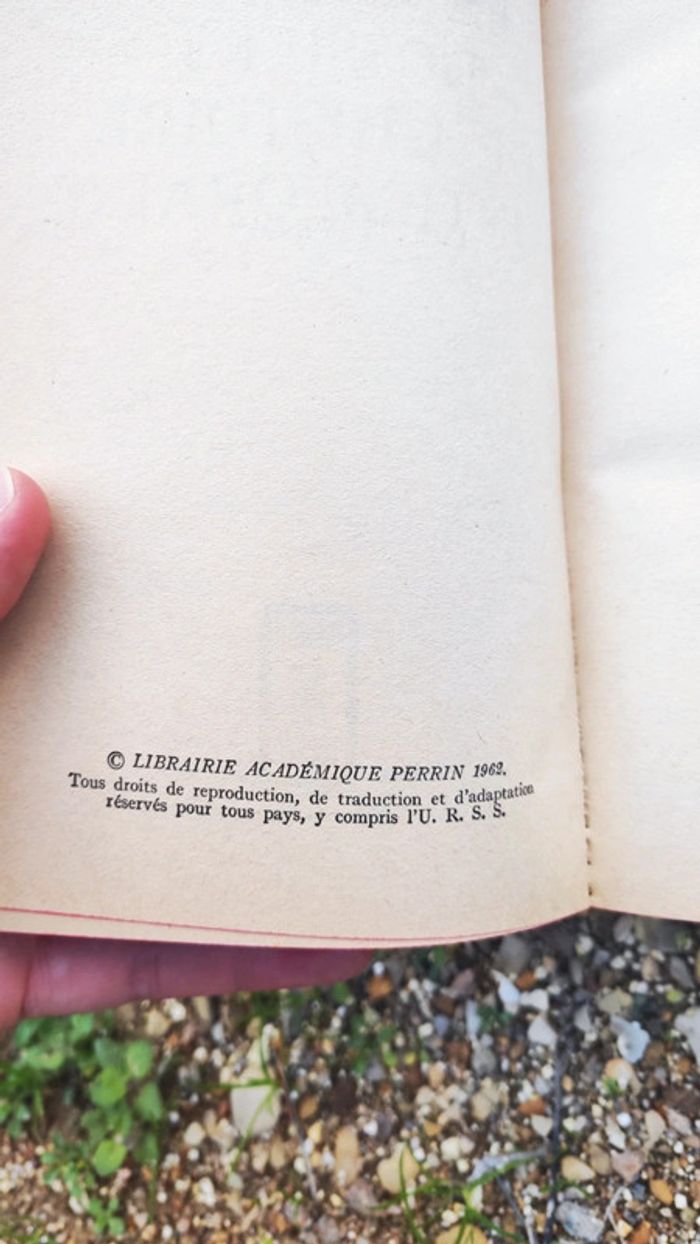 © LIBRAIRIE ACADÉMIQUE PERRIN 1962.
Tous droits de reproduction, de traduction et d'adaptation
réservés pour tous pays, y compris l'U. R. S. S.